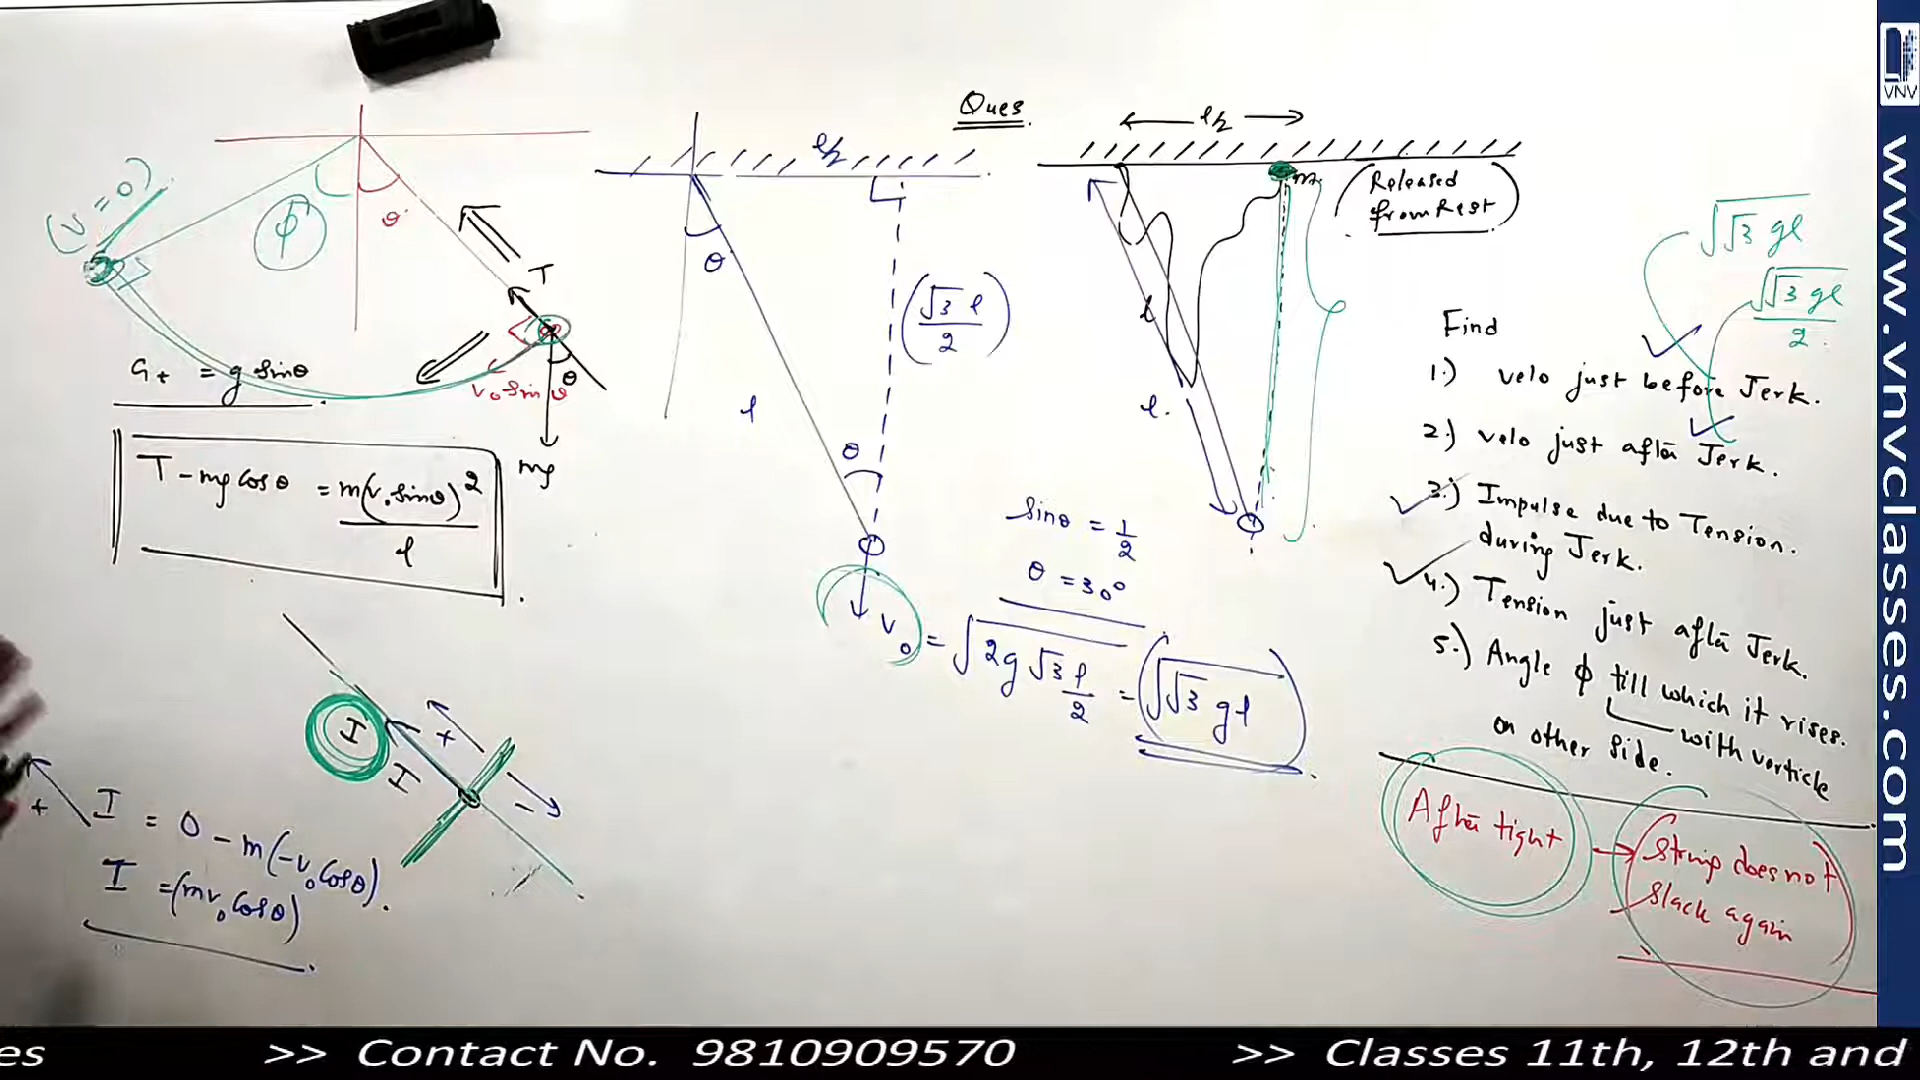 Ques
(v = 0)
ϕ
θ
T
θ
v₀ sinθ
mg
aₜ = g sinθ
T - mg cosθ = m(v₀ sinθ)²
l
ℓ/2
θ
(√3 ℓ
2)
l
θ
v₀ = √2g√3 ℓ/2 = (√√3 gl)
sinθ = 1/2
θ = 30°
ℓ/2
m
(Released
from Rest)
l
l.
√√3 gl
√√3 gl
2.
Find
1.) velo just before Jerk.
2.) velo just after Jerk.
3.) Impulse due to Tension.
during Jerk.
4.) Tension just after Jerk.
5.) Angle ϕ till which it rises.
on other side.
with verticle
After tight → string does not
slack again
I
I
+
-
+
I = 0 - m(-v₀ cosθ).
I = (mv₀ cosθ)
VNV
www.vnvclasses.com
es >> Contact No. 9810909570 >> Classes 11th, 12th and